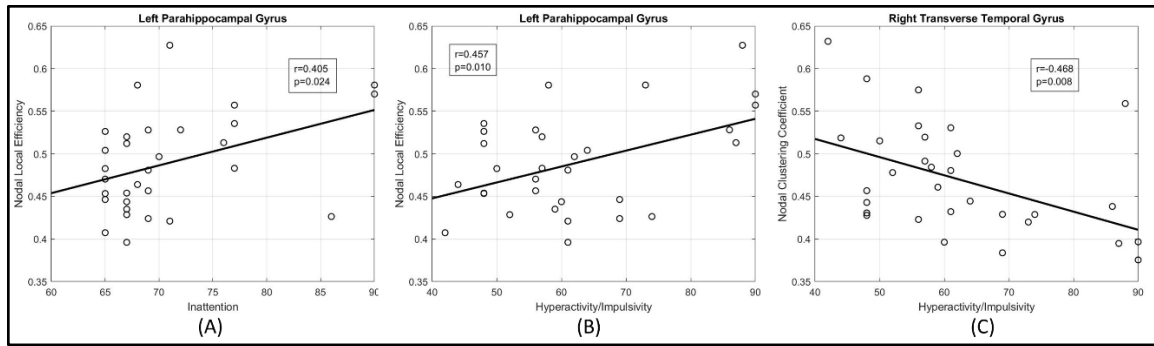 Left Parahippocampal Gyrus
Nodal Local Efficiency
0.65
0.6
0.55
0.5
0.45
0.4
0.35
r=0.405
p=0.024
60 65 70 75 80 85 90
Inattention
(A)
Left Parahippocampal Gyrus
Nodal Local Efficiency
0.65
0.6
0.55
0.5
0.45
0.4
0.35
r=0.457
p=0.010
40 50 60 70 80 90
Hyperactivity/Impulsivity
(B)
Right Transverse Temporal Gyrus
Nodal Clustering Coefficient
0.65
0.6
0.55
0.5
0.45
0.4
0.35
r=-0.468
p=0.008
40 50 60 70 80 90
Hyperactivity/Impulsivity
(C)